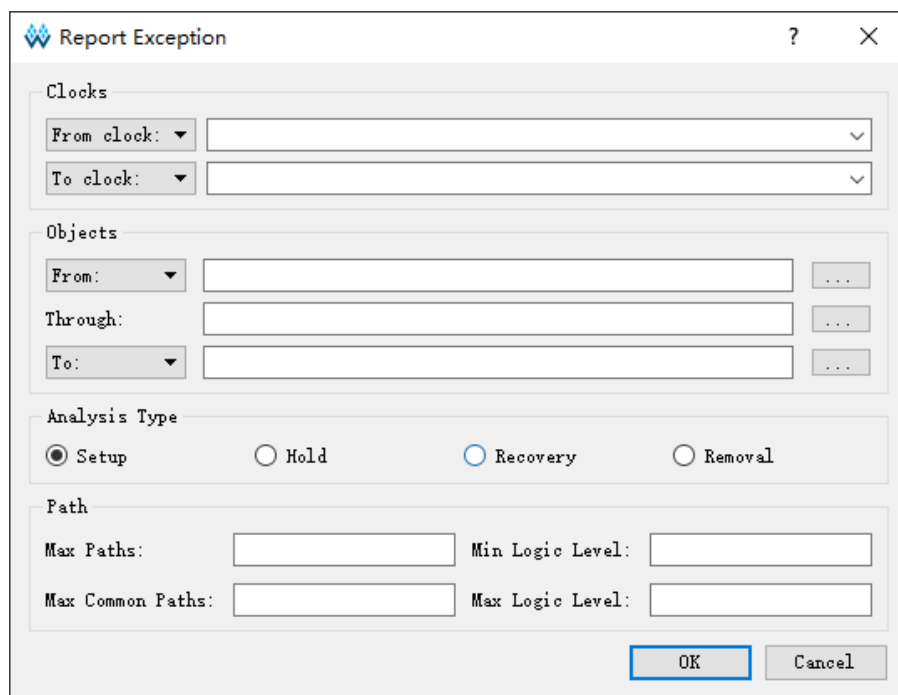 Report Exception ?
Clocks
From clock:
To clock:
Objects
From: ...
Through: ...
To: ...
Analysis Type
Setup Hold Recovery Removal
Path
Max Paths: Min Logic Level:
Max Common Paths: Max Logic Level:
OK Cancel